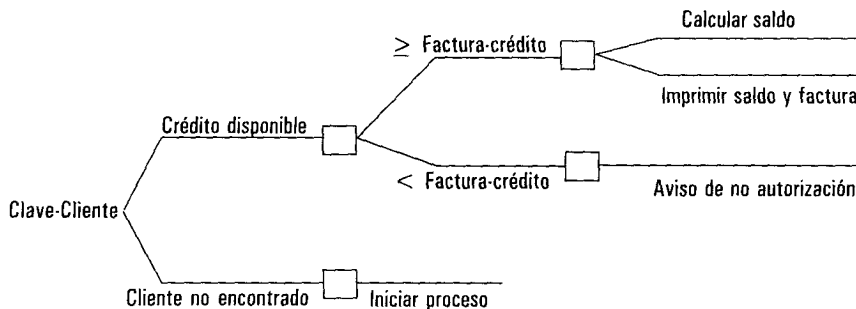 Calcular saldo
≥ Factura-crédito
Imprimir saldo y factura
Crédito disponible
< Factura-crédito
Aviso de no autorización
Clave-Cliente
Cliente no encontrado
Iniciar proceso